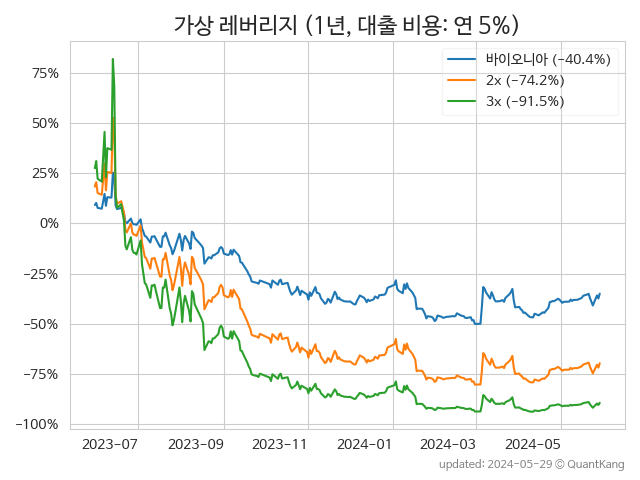 가상 레버리지 (1년, 대출 비용: 연 5%)
바이오니아 (−40.4%)
2x (−74.2%)
3x (−91.5%)
75%
50%
25%
0%
−25%
−50%
−75%
−100%
2023-07 2023-09 2023-11 2024-01 2024-03 2024-05
updated: 2024-05-29 © QuantKang